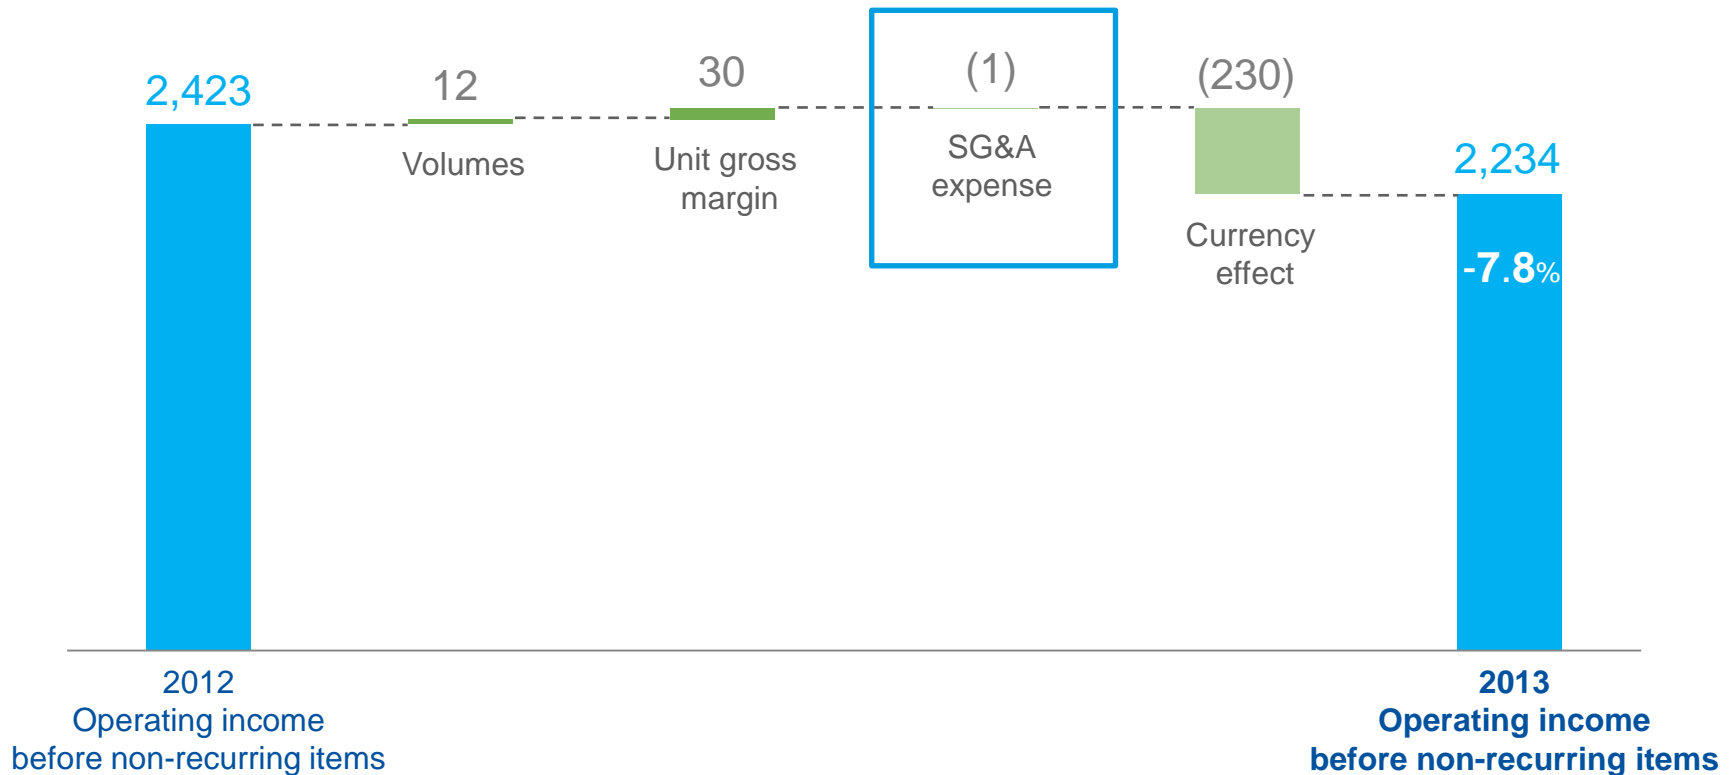 2,423
12
Volumes
30
Unit gross
margin
(1)
SG&A
expense
(230)
Currency
effect
2,234
-7.8%
2012
Operating income
before non-recurring items
2013
Operating income
before non-recurring items